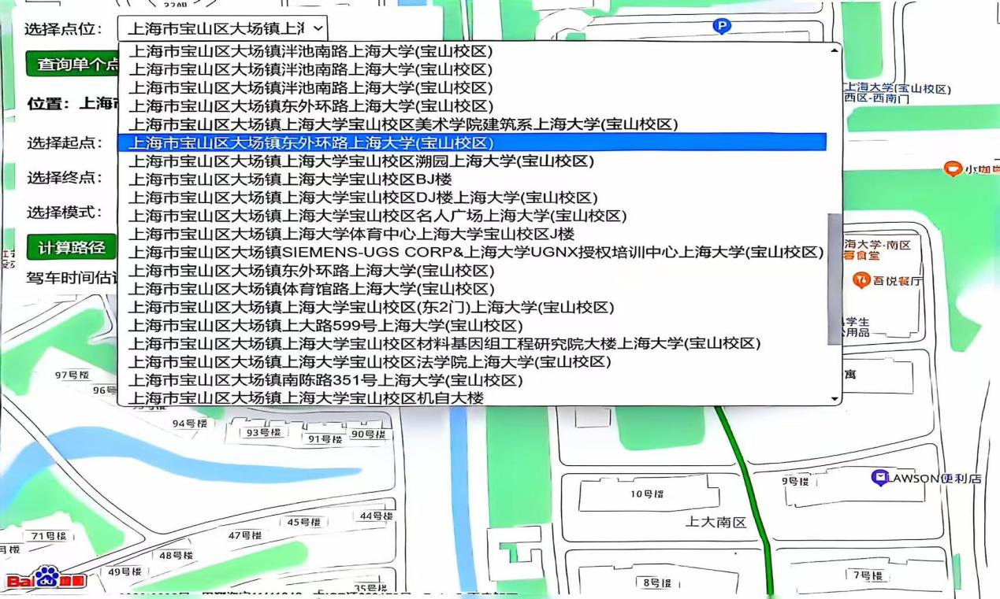 选择点位：
上海市宝山区大场镇上海
上海市宝山区大场镇泮池南路上海大学(宝山校区)
上海市宝山区大场镇泮池南路上海大学(宝山校区)
上海市宝山区大场镇泮池南路上海大学(宝山校区)
上海市宝山区大场镇东外环路上海大学(宝山校区)
上海市宝山区大场镇上海大学宝山校区美术学院建筑系上海大学(宝山校区)
上海市宝山区大场镇东外环路上海大学(宝山校区)
上海市宝山区大场镇上海大学宝山校区溯园上海大学(宝山校区)
上海市宝山区大场镇上海大学宝山校区BJ楼
上海市宝山区大场镇上海大学宝山校区DJ楼上海大学(宝山校区)
上海市宝山区大场镇上海大学宝山校区名人广场上海大学(宝山校区)
上海市宝山区大场镇上海大学体育中心上海大学宝山校区J楼
上海市宝山区大场镇SIEMENS-UGS CORP&上海大学UGNX授权培训中心上海大学(宝山校区)
上海市宝山区大场镇东外环路上海大学(宝山校区)
上海市宝山区大场镇体育馆路上海大学(宝山校区)
上海市宝山区大场镇上海大学宝山校区(东2门)上海大学(宝山校区)
上海市宝山区大场镇上大路599号上海大学(宝山校区)
上海市宝山区大场镇上海大学宝山校区材料基因组工程研究院大楼上海大学(宝山校区)
上海市宝山区大场镇上海大学宝山校区法学院上海大学(宝山校区)
上海市宝山区大场镇南陈路351号上海大学(宝山校区)
上海市宝山区大场镇上海大学宝山校区机自大楼
查询单个点
位置：上海市
选择起点：
选择终点：
选择模式：
计算路径
驾车时间估计
P
上海大学(宝山校区)
西区-西南门
小咖
海大学·南区
餐食堂
吾悦餐厅
学生
公用品
寓
97号楼
96号
94号楼
93号楼
91号楼
90号楼
10号楼
9号楼
LAWSON便利店
上大南区
44号楼
45号楼
47号楼
71号楼
48号楼
49号楼
35号楼
8号楼
7号楼
Bai du 地图